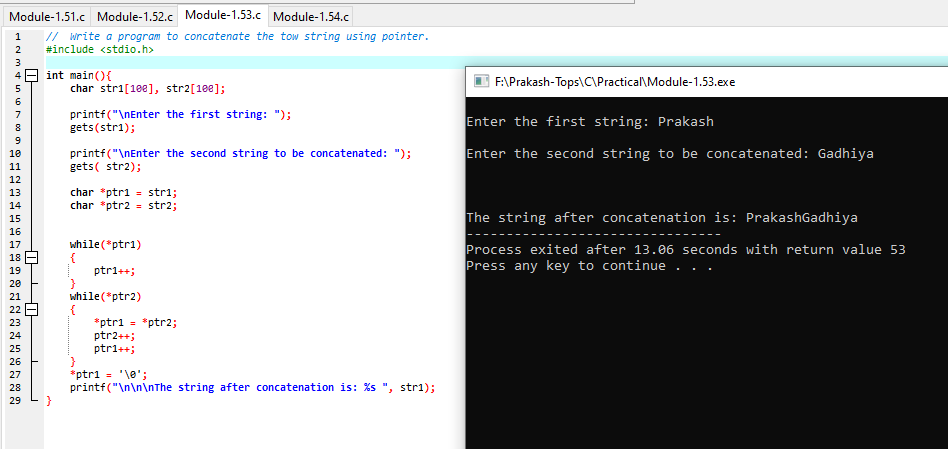 Module-1.51.c Module-1.52.c Module-1.53.c Module-1.54.c
1 // Write a program to concatenate the tow string using pointer.
2 #include <stdio.h>
3
4 int main(){
5 char str1[100], str2[100];
6
7 printf("\nEnter the first string: ");
8 gets(str1);
9
10 printf("\nEnter the second string to be concatenated: ");
11 gets( str2);
12
13 char *ptr1 = str1;
14 char *ptr2 = str2;
15
16
17 while(*ptr1)
18 {
19 ptr1++;
20 }
21 while(*ptr2)
22 {
23 *ptr1 = *ptr2;
24 ptr2++;
25 ptr1++;
26 }
27 *ptr1 = '\0';
28 printf("\n\n\nThe string after concatenation is: %s ", str1);
29 }
F:\Prakash-Tops\C\Practical\Module-1.53.exe
Enter the first string: Prakash
Enter the second string to be concatenated: Gadhiya
The string after concatenation is: PrakashGadhiya
--------------------------------
Process exited after 13.06 seconds with return value 53
Press any key to continue . . .